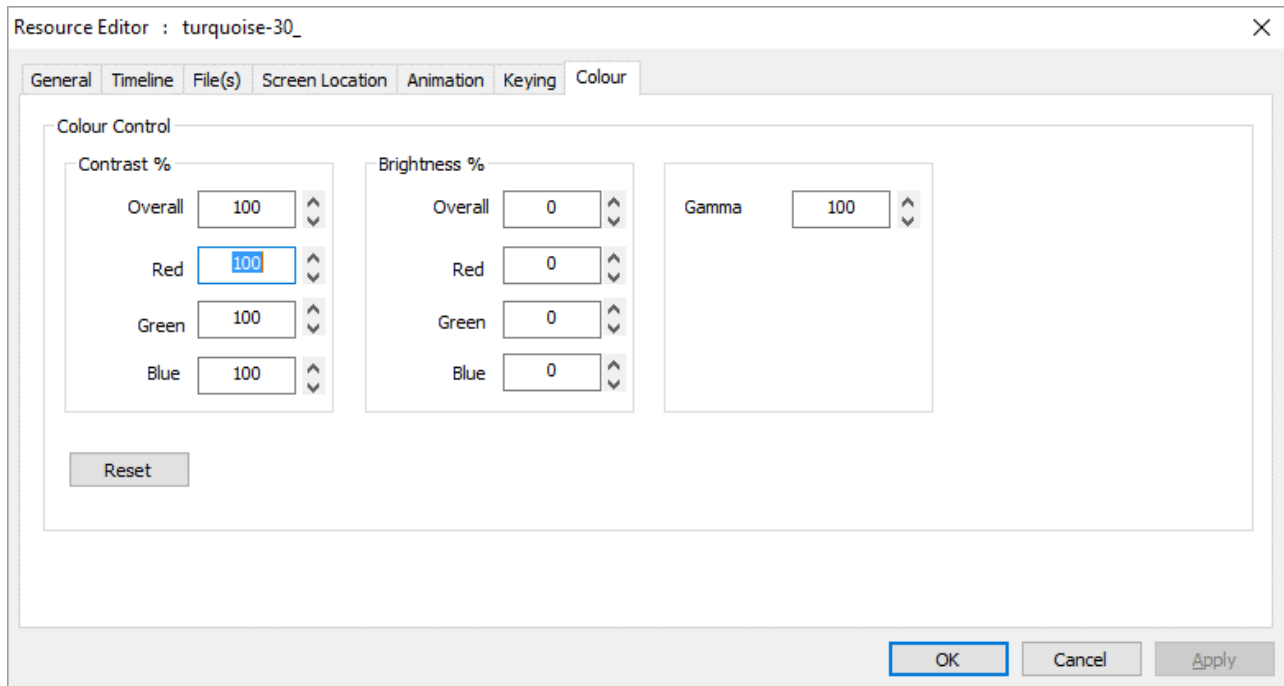 Resource Editor : turquoise-30_
General Timeline File(s) Screen Location Animation Keying Colour
Colour Control
Contrast % Brightness %
Overall 100 Overall 0 Gamma 100
Red 100 Red 0
Green 100 Green 0
Blue 100 Blue 0
Reset
OK Cancel Apply